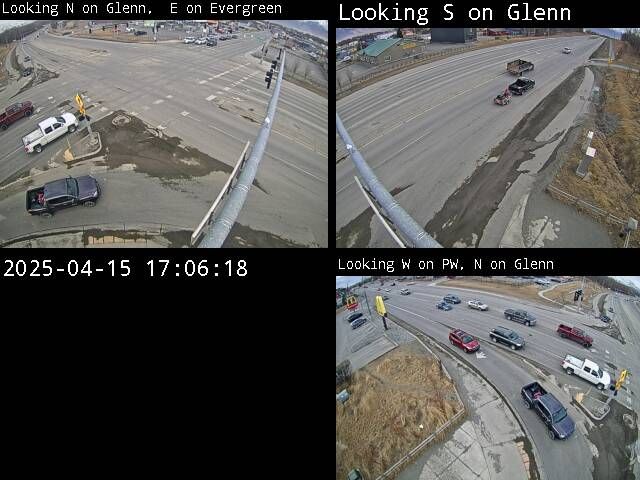 Looking N on Glenn,  E on Evergreen
Looking S on Glenn
2025-04-15 17:06:18
Looking W on PW, N on Glenn